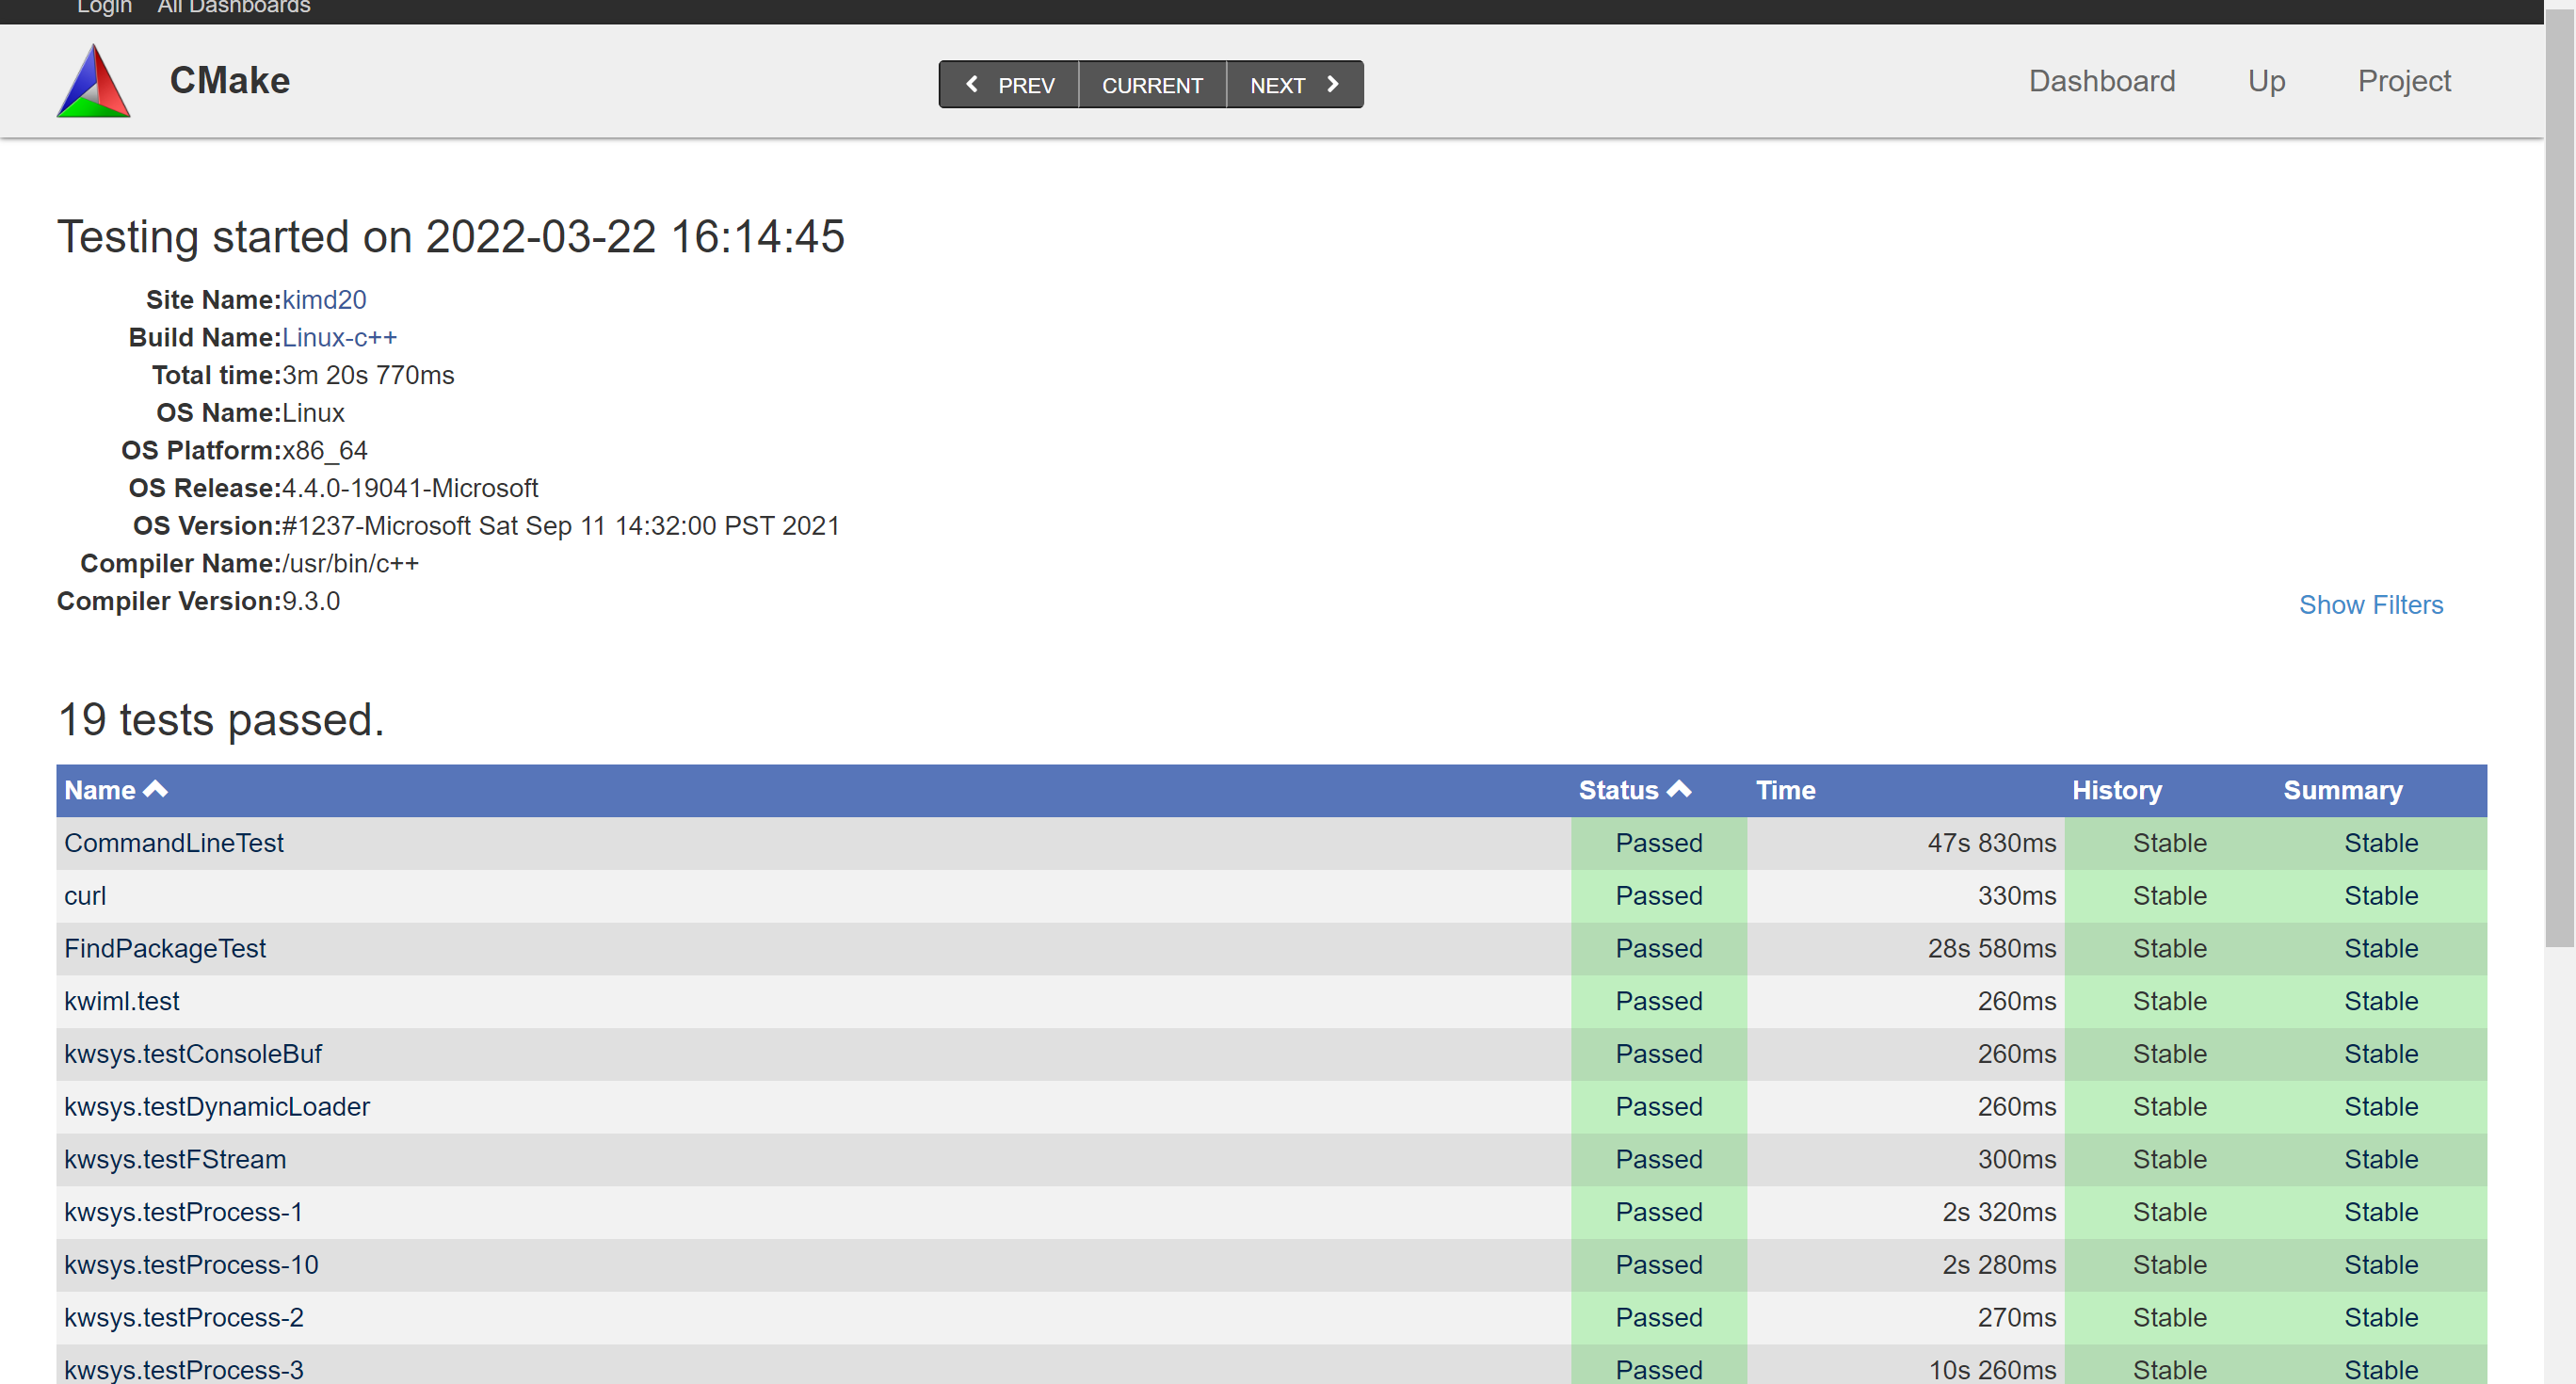 Login All Dashboards
CMake
PREV CURRENT NEXT
Dashboard Up Project
Testing started on 2022-03-22 16:14:45
Site Name:kimd20
Build Name:Linux-c++
Total time:3m 20s 770ms
OS Name:Linux
OS Platform:x86_64
OS Release:4.4.0-19041-Microsoft
OS Version:#1237-Microsoft Sat Sep 11 14:32:00 PST 2021
Compiler Name:/usr/bin/c++
Compiler Version:9.3.0
Show Filters
19 tests passed.
Name Status Time History Summary
CommandLineTest Passed 47s 830ms Stable Stable
curl Passed 330ms Stable Stable
FindPackageTest Passed 28s 580ms Stable Stable
kwiml.test Passed 260ms Stable Stable
kwsys.testConsoleBuf Passed 260ms Stable Stable
kwsys.testDynamicLoader Passed 260ms Stable Stable
kwsys.testFStream Passed 300ms Stable Stable
kwsys.testProcess-1 Passed 2s 320ms Stable Stable
kwsys.testProcess-10 Passed 2s 280ms Stable Stable
kwsys.testProcess-2 Passed 270ms Stable Stable
kwsys.testProcess-3 Passed 10s 260ms Stable Stable